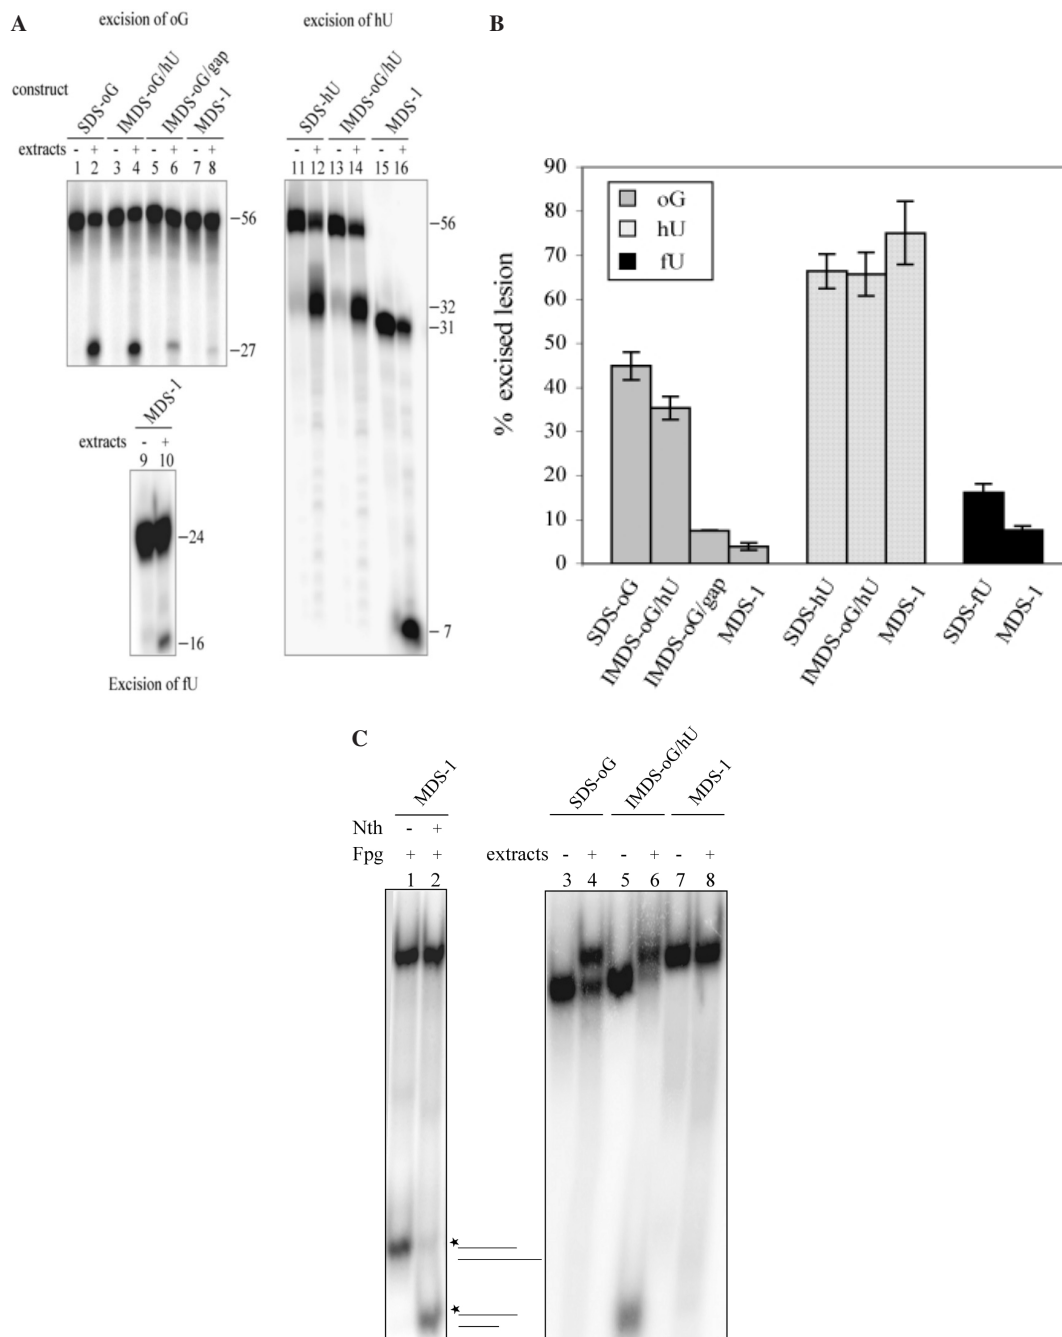 A
excision of oG
excision of hU
construct
SDS-oG
IMDS-oG/hU
IMDS-oG/gap
MDS-1
SDS-hU
IMDS-oG/hU
MDS-1
extracts - + - + - + - +
- + - + - +
1 2 3 4 5 6 7 8
11 12 13 14 15 16
56
27
56
32
31
7
MDS-1
extracts - +
9 10
24
16
Excision of fU
B
% excised lesion
90
80
70
60
50
40
30
20
10
0
oG
hU
fU
SDS-oG
IMDS-oG/hU
IMDS-oG/gap
MDS-1
SDS-hU
IMDS-oG/hU
MDS-1
SDS-fU
MDS-1
C
MDS-1
Nth - +
Fpg + +
1 2
SDS-oG
IMDS-oG/hU
MDS-1
extracts - + - + - +
3 4 5 6 7 8